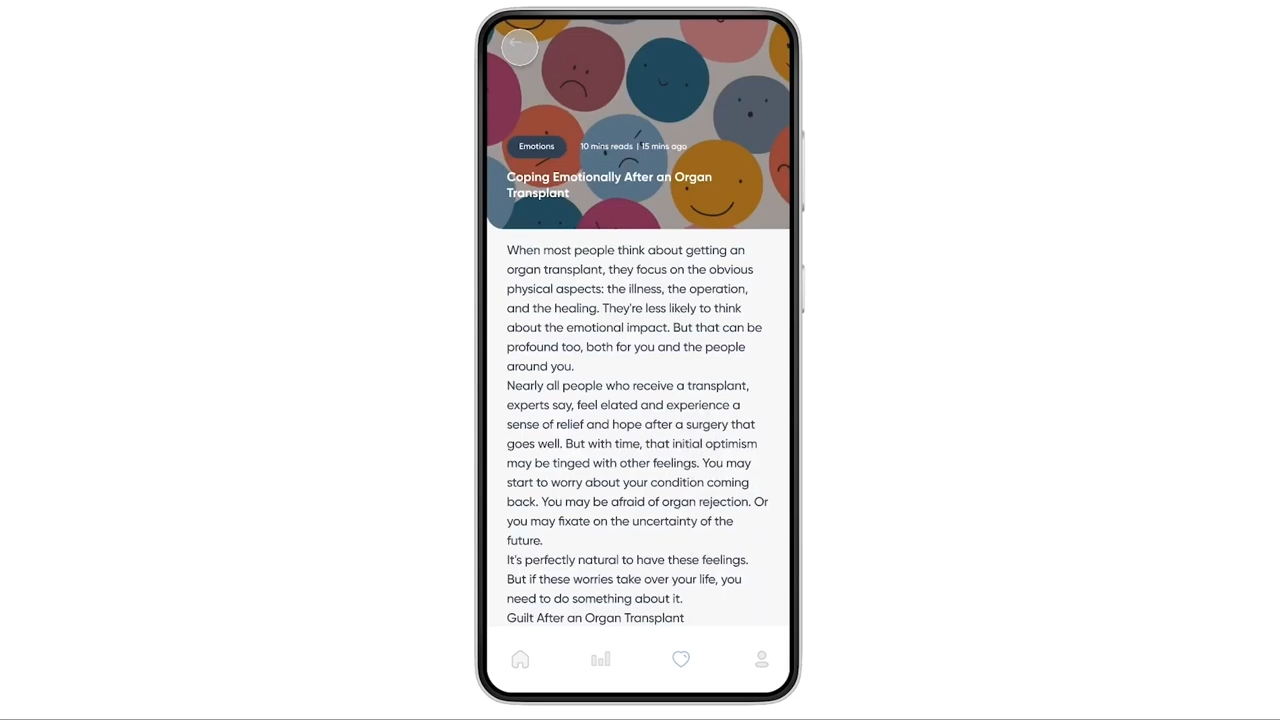 Emotions
10 mins reads | 15 mins ago
Coping Emotionally After an Organ
Transplant
When most people think about getting an
organ transplant, they focus on the obvious
physical aspects: the illness, the operation,
and the healing. They're less likely to think
about the emotional impact. But that can be
profound too, both for you and the people
around you.
Nearly all people who receive a transplant,
experts say, feel elated and experience a
sense of relief and hope after a surgery that
goes well. But with time, that initial optimism
may be tinged with other feelings. You may
start to worry about your condition coming
back. You may be afraid of organ rejection. Or
you may fixate on the uncertainty of the
future.
It's perfectly natural to have these feelings.
But if these worries take over your life, you
need to do something about it.
Guilt After an Organ Transplant